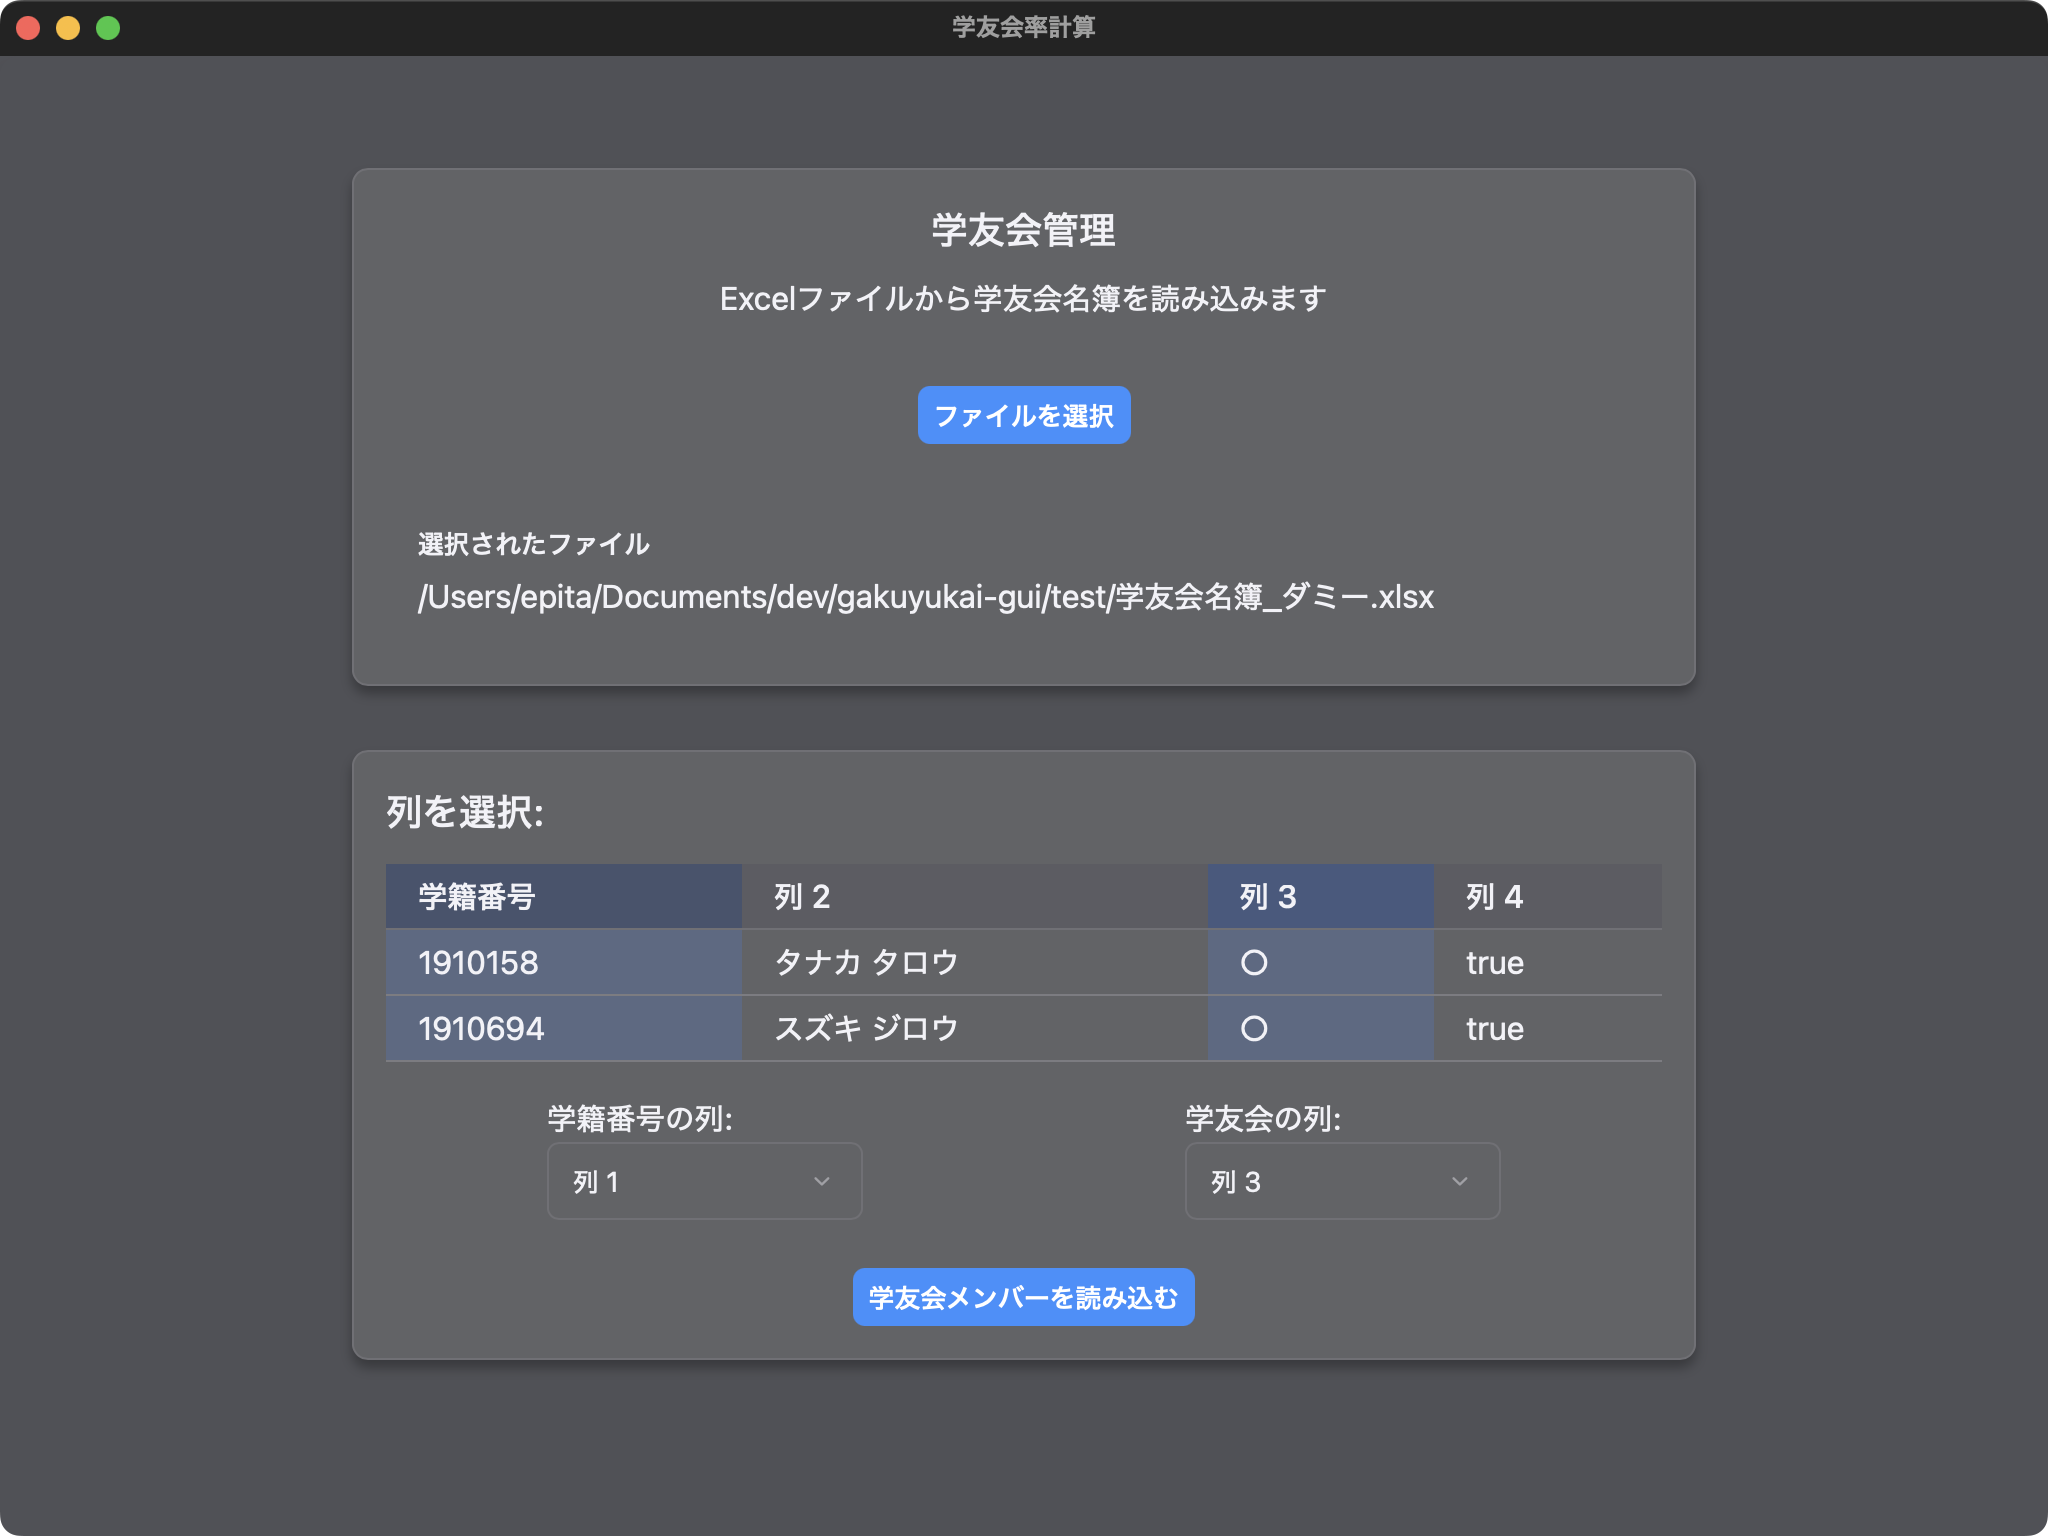 学友会率計算
学友会管理
Excelファイルから学友会名簿を読み込みます
ファイルを選択
選択されたファイル
/Users/epita/Documents/dev/gakuyukai-gui/test/学友会名簿_ダミー.xlsx
列を選択:
学籍番号 列 2 列 3 列 4
1910158 タナカ タロウ ○ true
1910694 スズキ ジロウ ○ true
学籍番号の列: 学友会の列:
列 1 列 3
学友会メンバーを読み込む